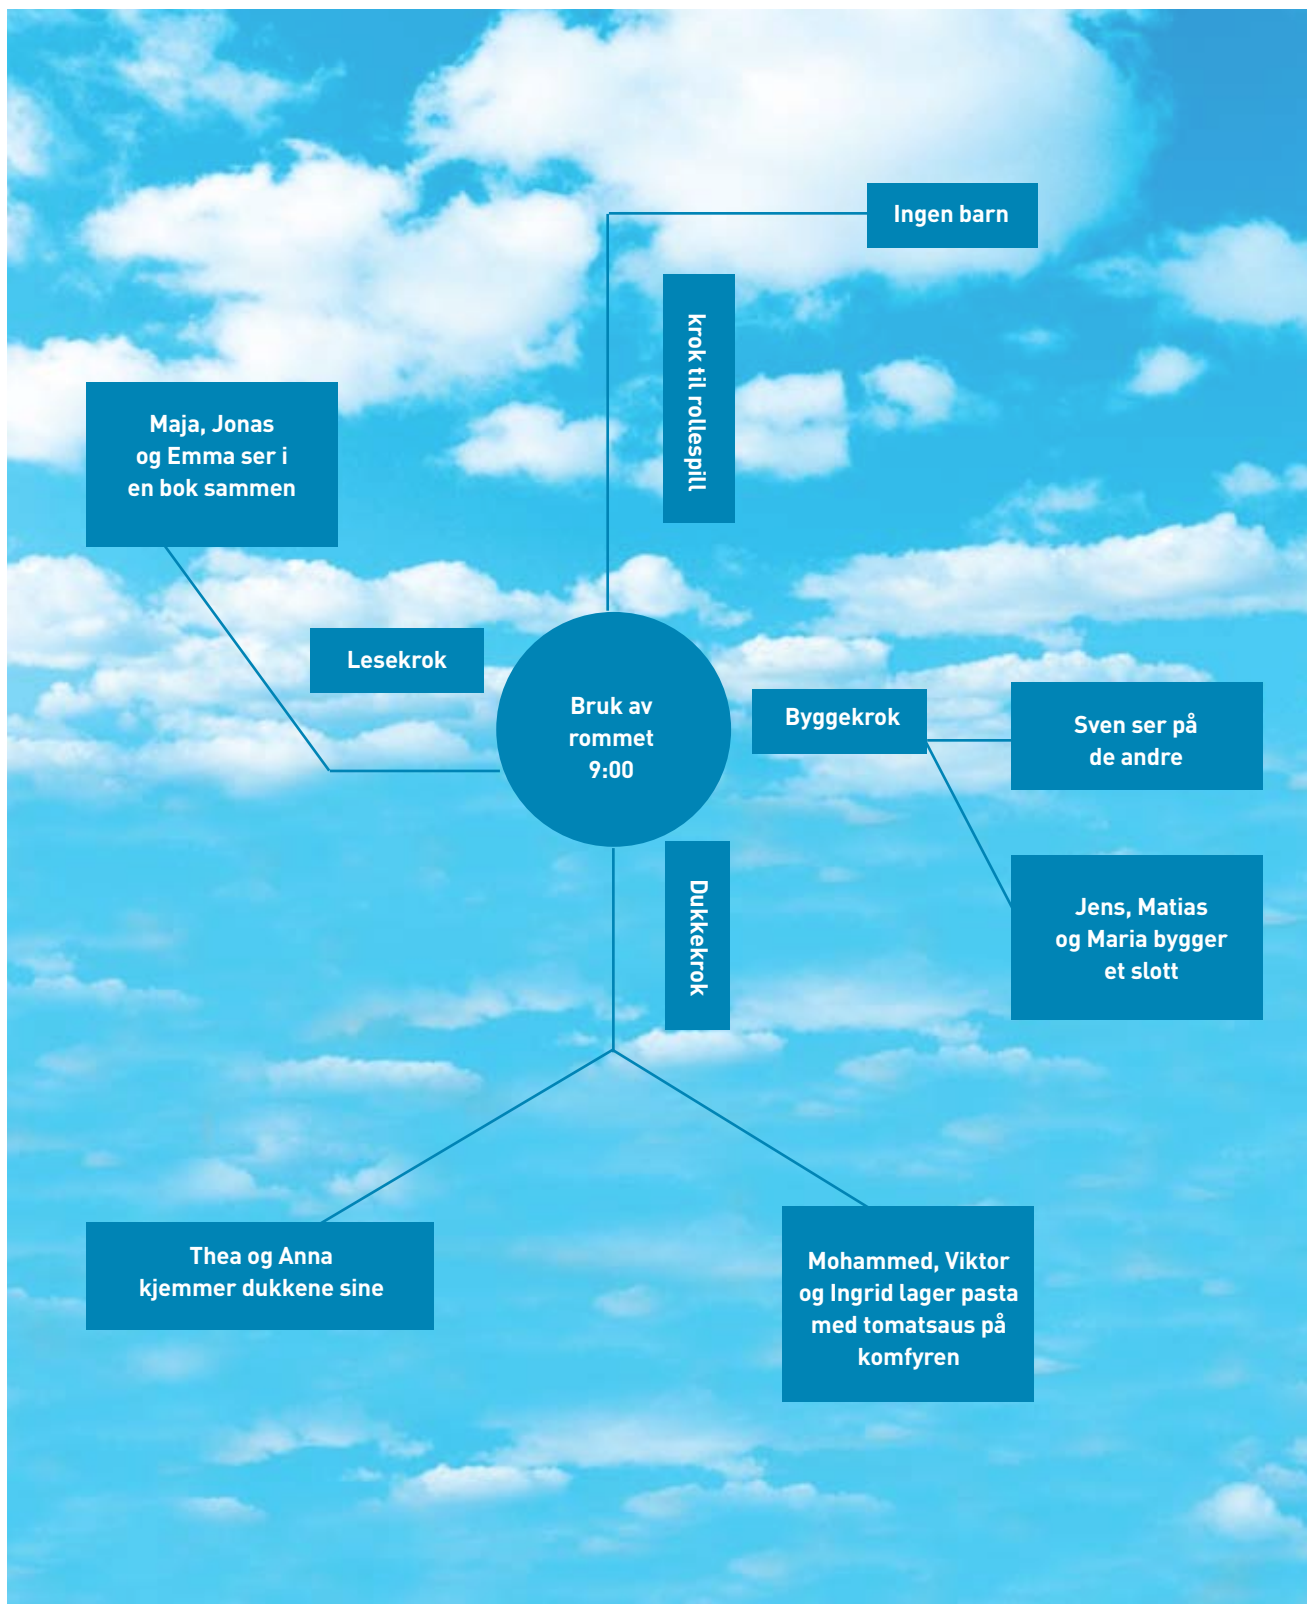 Ingen barn
krok til rollespill
Maja, Jonas
og Emma ser i
en bok sammen
Lesekrok
Bruk av
rommet
9:00
Byggekrok
Sven ser på
de andre
Jens, Matias
og Maria bygger
et slott
Dukkekrok
Thea og Anna
kjemmer dukkene sine
Mohammed, Viktor
og Ingrid lager pasta
med tomatsaus på
komfyren